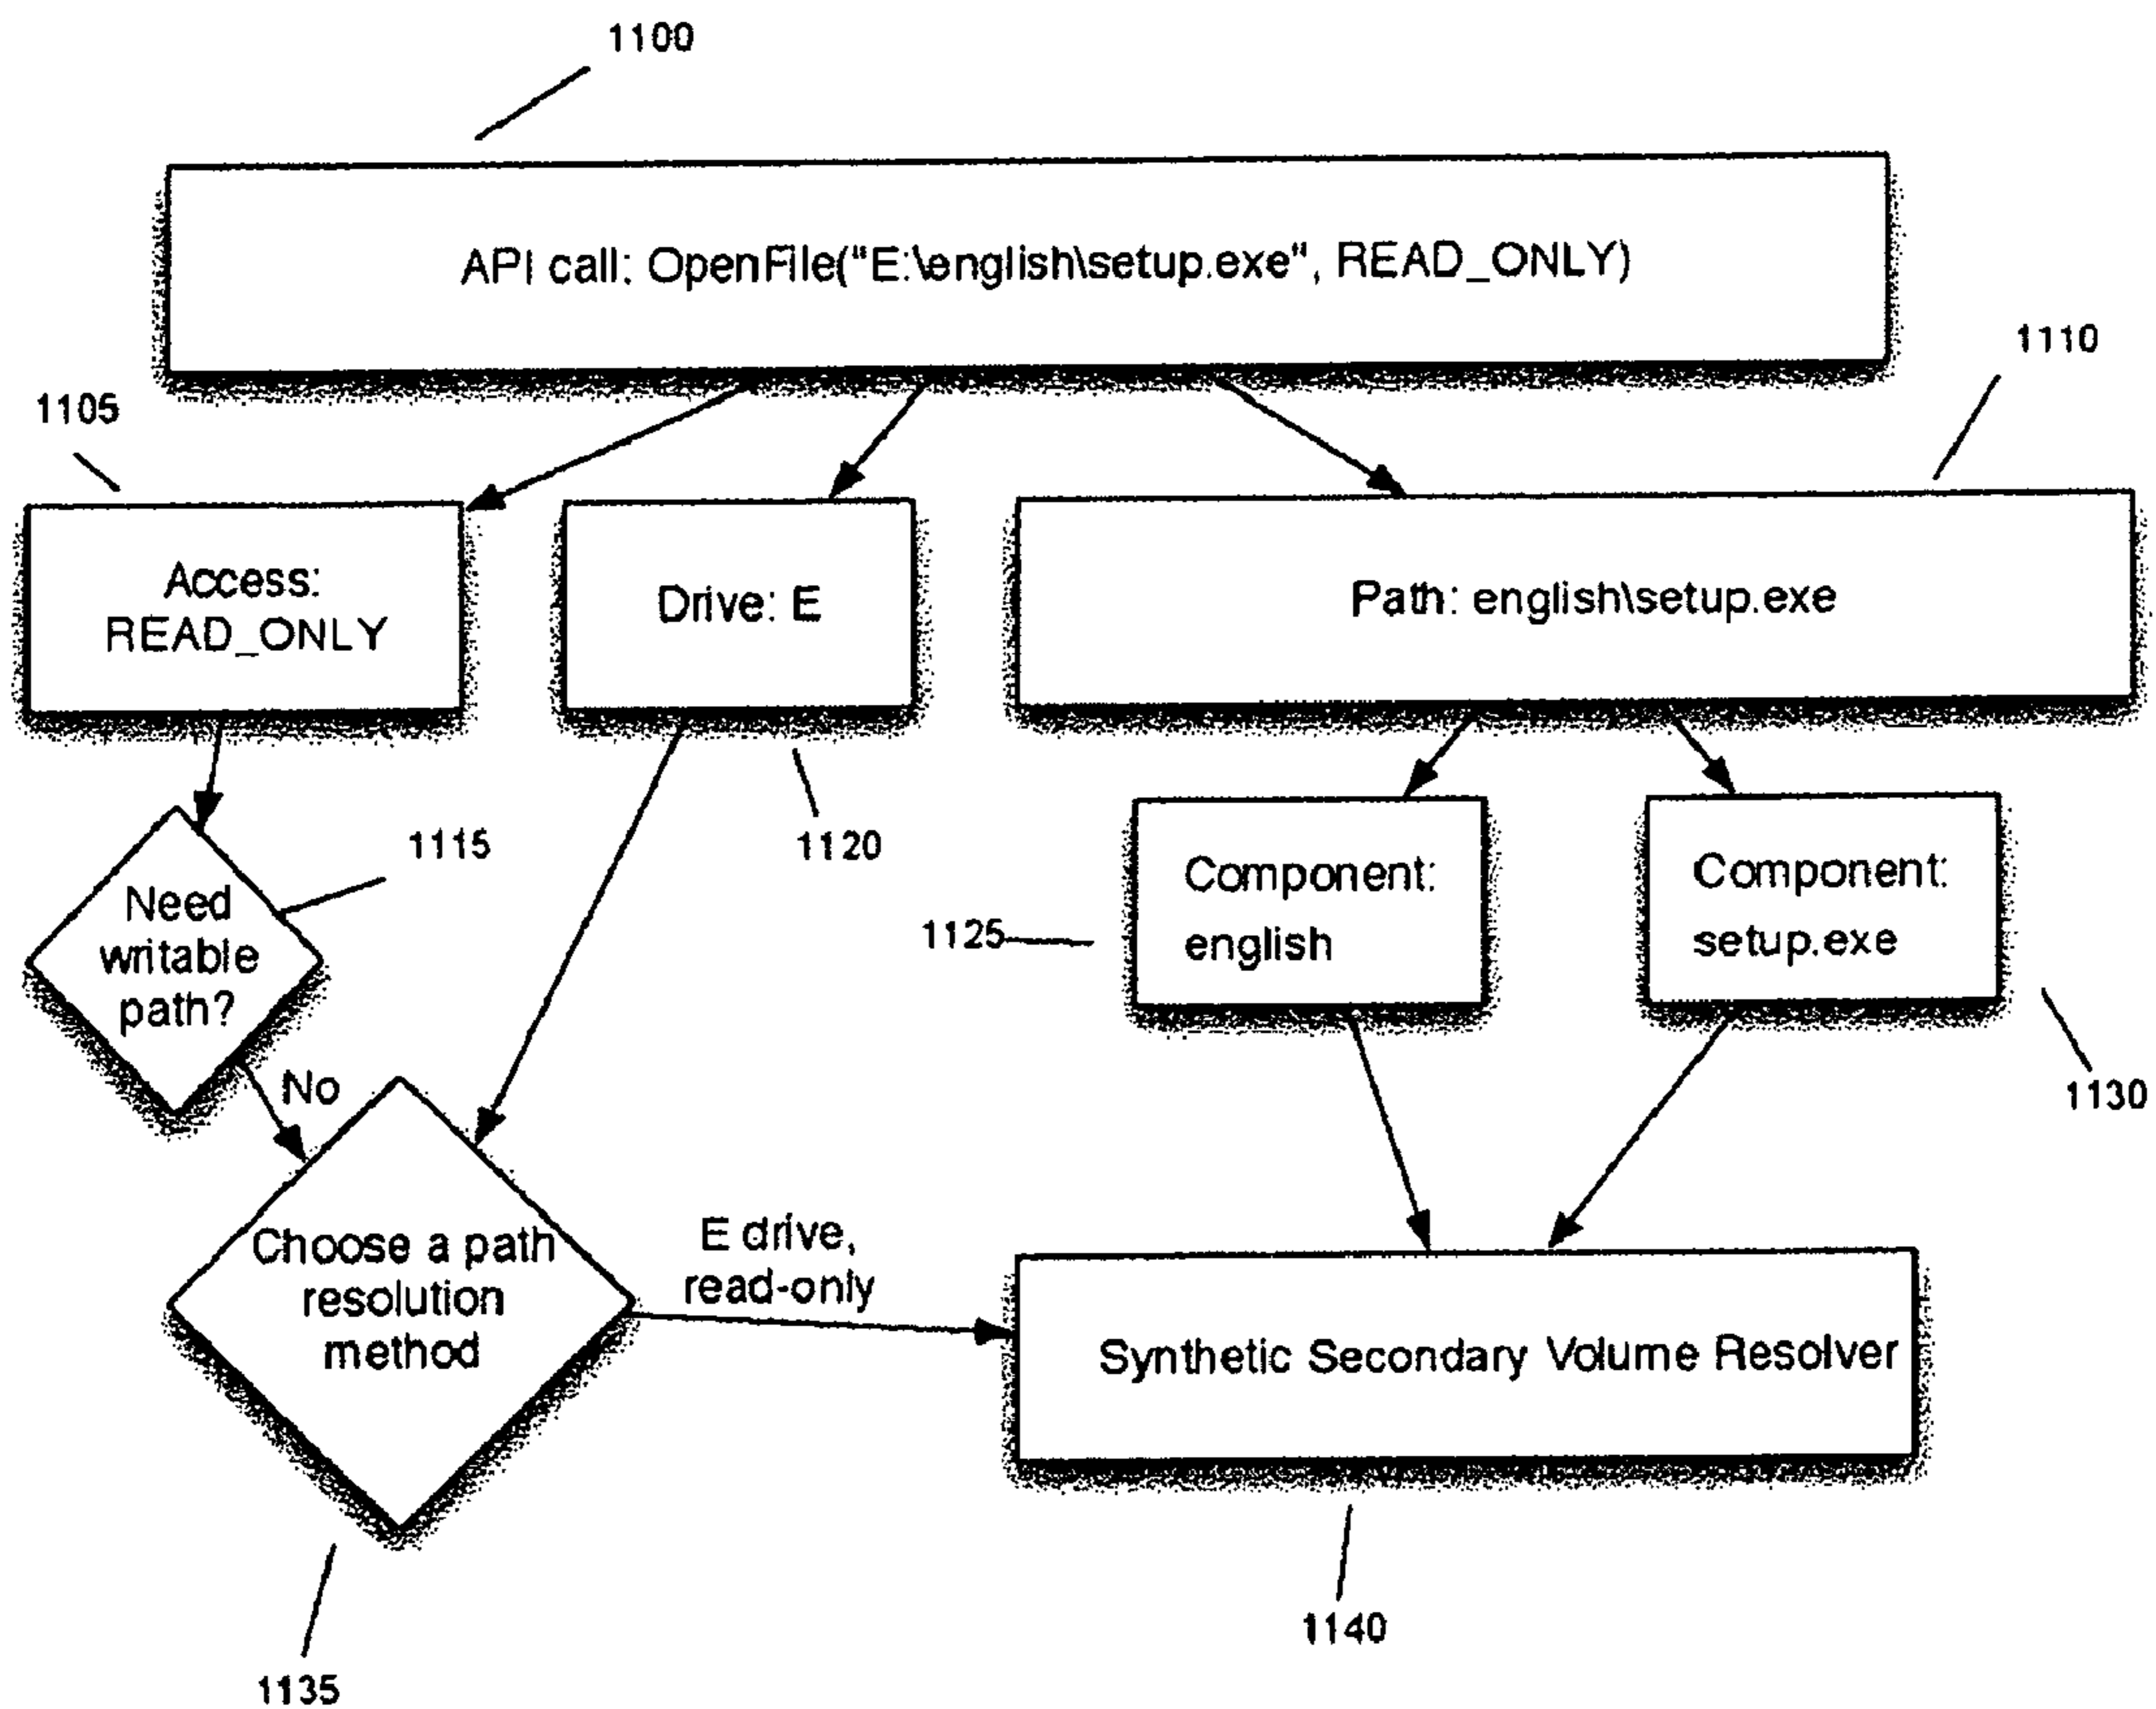 1100
API call: OpenFile("E:\english\setup.exe", READ_ONLY)
1110
1105
Access:
READ_ONLY
Drive: E
Path: english\setup.exe
1115
1120
Need
writable
path?
Component:
english
1125
Component:
setup.exe
1130
No
Choose a path
resolution
method
E drive,
read-only
Synthetic Secondary Volume Resolver
1140
1135